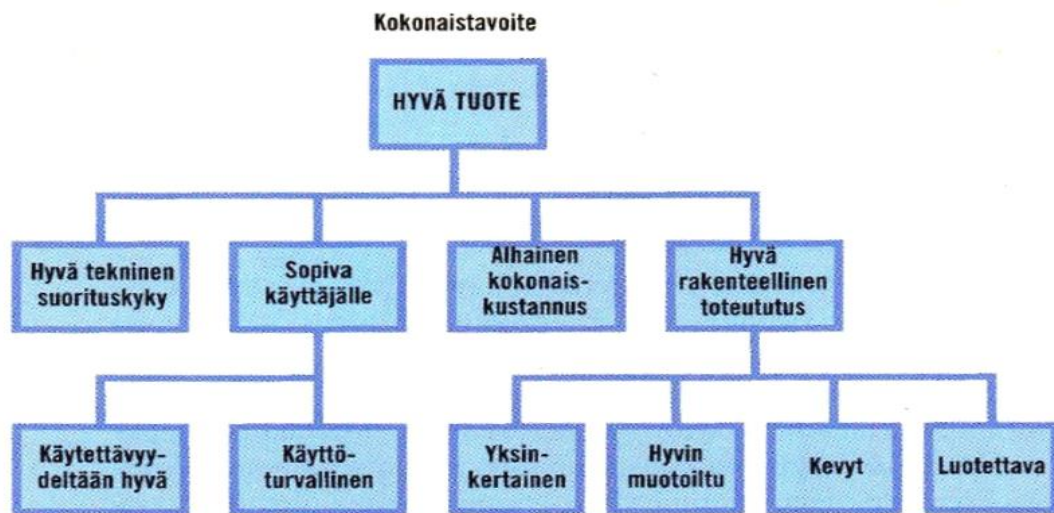 Kokonaistavoite
HYVÄ TUOTE
Hyvä tekninen
suorituskyky
Sopiva
käyttäjälle
Alhainen
kokonais-
kustannus
Hyvä
rakenteellinen
toteututus
Käytettävyy-
deltään hyvä
Käyttö-
turvallinen
Yksin-
kertainen
Hyvin
muotoiltu
Kevyt
Luotettava